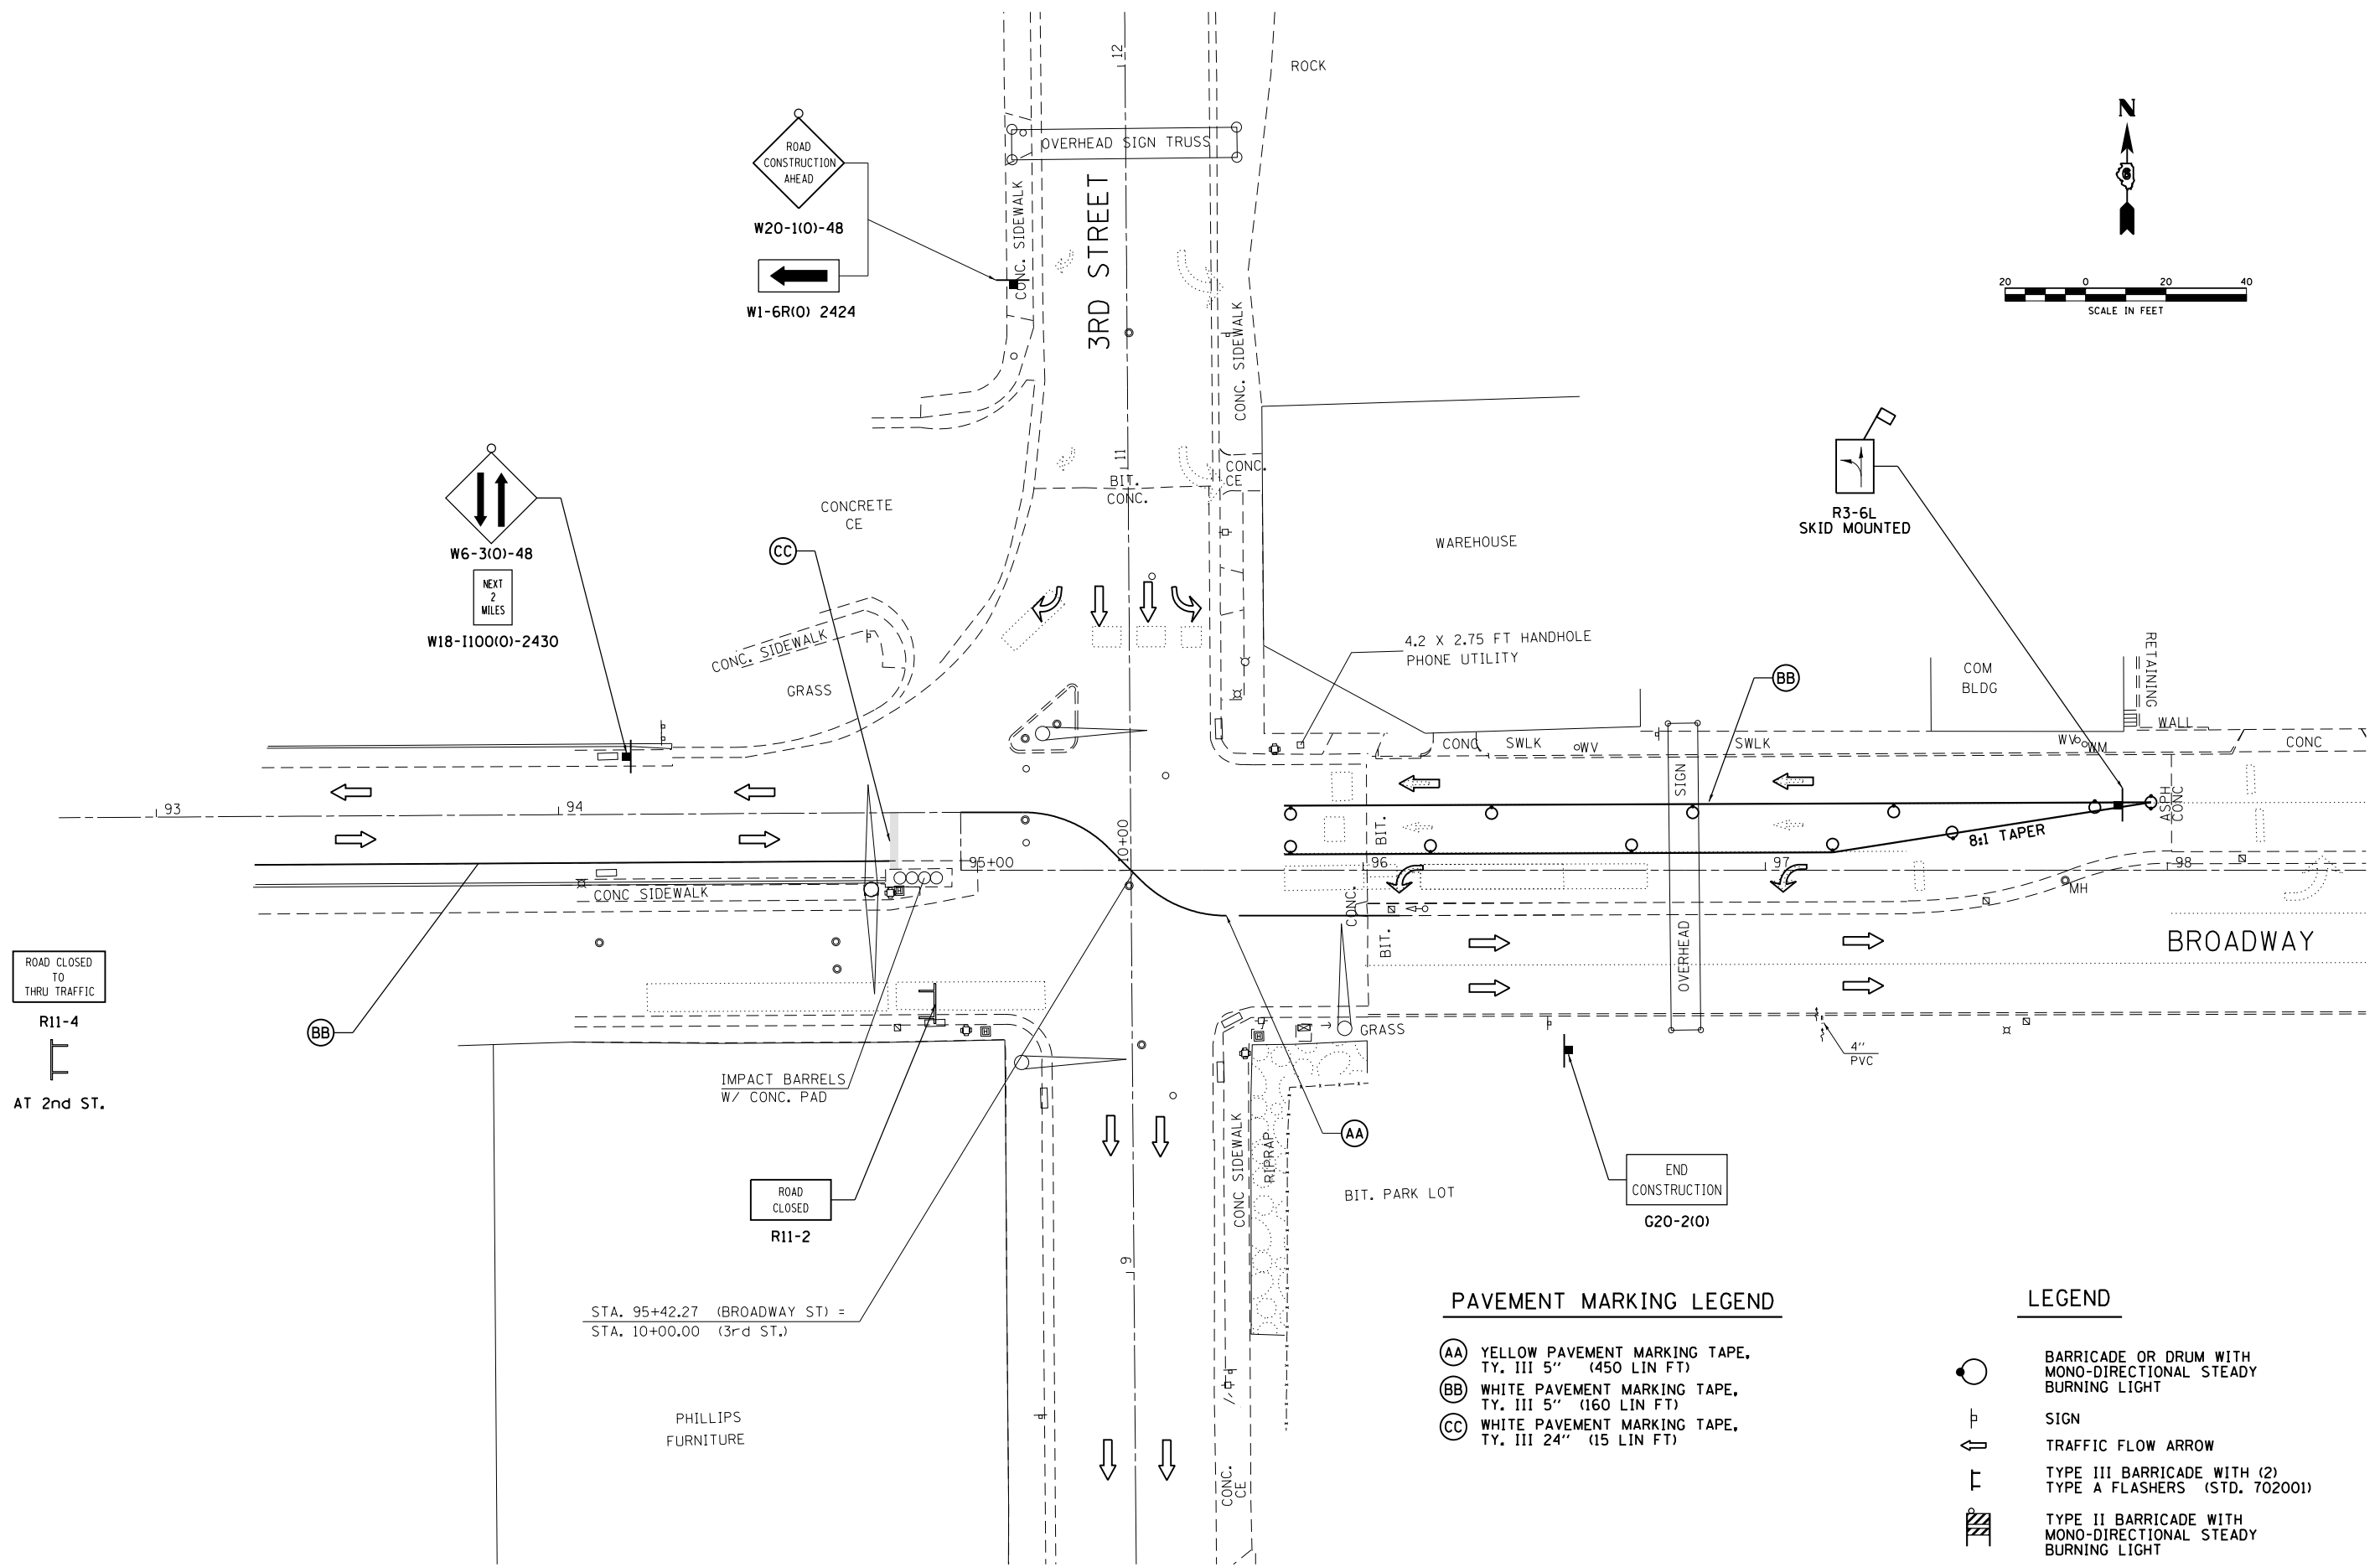 12
ROCK
N
OVERHEAD SIGN TRUSS
ROAD
CONSTRUCTION
AHEAD
W20-1(O)-48
W1-6R(O) 2424
CONC. SIDEWALK
3RD STREET
CONC. SIDEWALK
20 0 20 40
SCALE IN FEET
W6-3(O)-48
NEXT
2
MILES
W18-I100(O)-2430
CONCRETE
CE
CC
11
BIT.
CONC.
CONC.
CE
WAREHOUSE
R3-6L
SKID MOUNTED
CONC. SIDEWALK
GRASS
4.2 X 2.75 FT HANDHOLE
PHONE UTILITY
BB
COM
BLDG
RETAINING
WALL
CONC
SWLK
WV
SWLK
WV
WM
CONC
93
94
95+00
10+00
96
97
98
SIGN
OVERHEAD
BIT.
CONC.
BIT.
8:1 TAPER
ASPH
CONC
MH
CONC SIDEWALK
BROADWAY
ROAD CLOSED
TO
THRU TRAFFIC
R11-4
AT 2nd ST.
BB
GRASS
4"
PVC
IMPACT BARRELS
W/ CONC. PAD
AA
ROAD
CLOSED
R11-2
CONC SIDEWALK
RIPRAP
BIT. PARK LOT
END
CONSTRUCTION
G20-2(O)
9
STA. 95+42.27 (BROADWAY ST) =
STA. 10+00.00 (3rd ST.)
PHILLIPS
FURNITURE
CONC.
CE
PAVEMENT MARKING LEGEND
AA YELLOW PAVEMENT MARKING TAPE,
TY. III 5" (450 LIN FT)
BB WHITE PAVEMENT MARKING TAPE,
TY. III 5" (160 LIN FT)
CC WHITE PAVEMENT MARKING TAPE,
TY. III 24" (15 LIN FT)
LEGEND
BARRICADE OR DRUM WITH
MONO-DIRECTIONAL STEADY
BURNING LIGHT
SIGN
TRAFFIC FLOW ARROW
TYPE III BARRICADE WITH (2)
TYPE A FLASHERS (STD. 702001)
TYPE II BARRICADE WITH
MONO-DIRECTIONAL STEADY
BURNING LIGHT